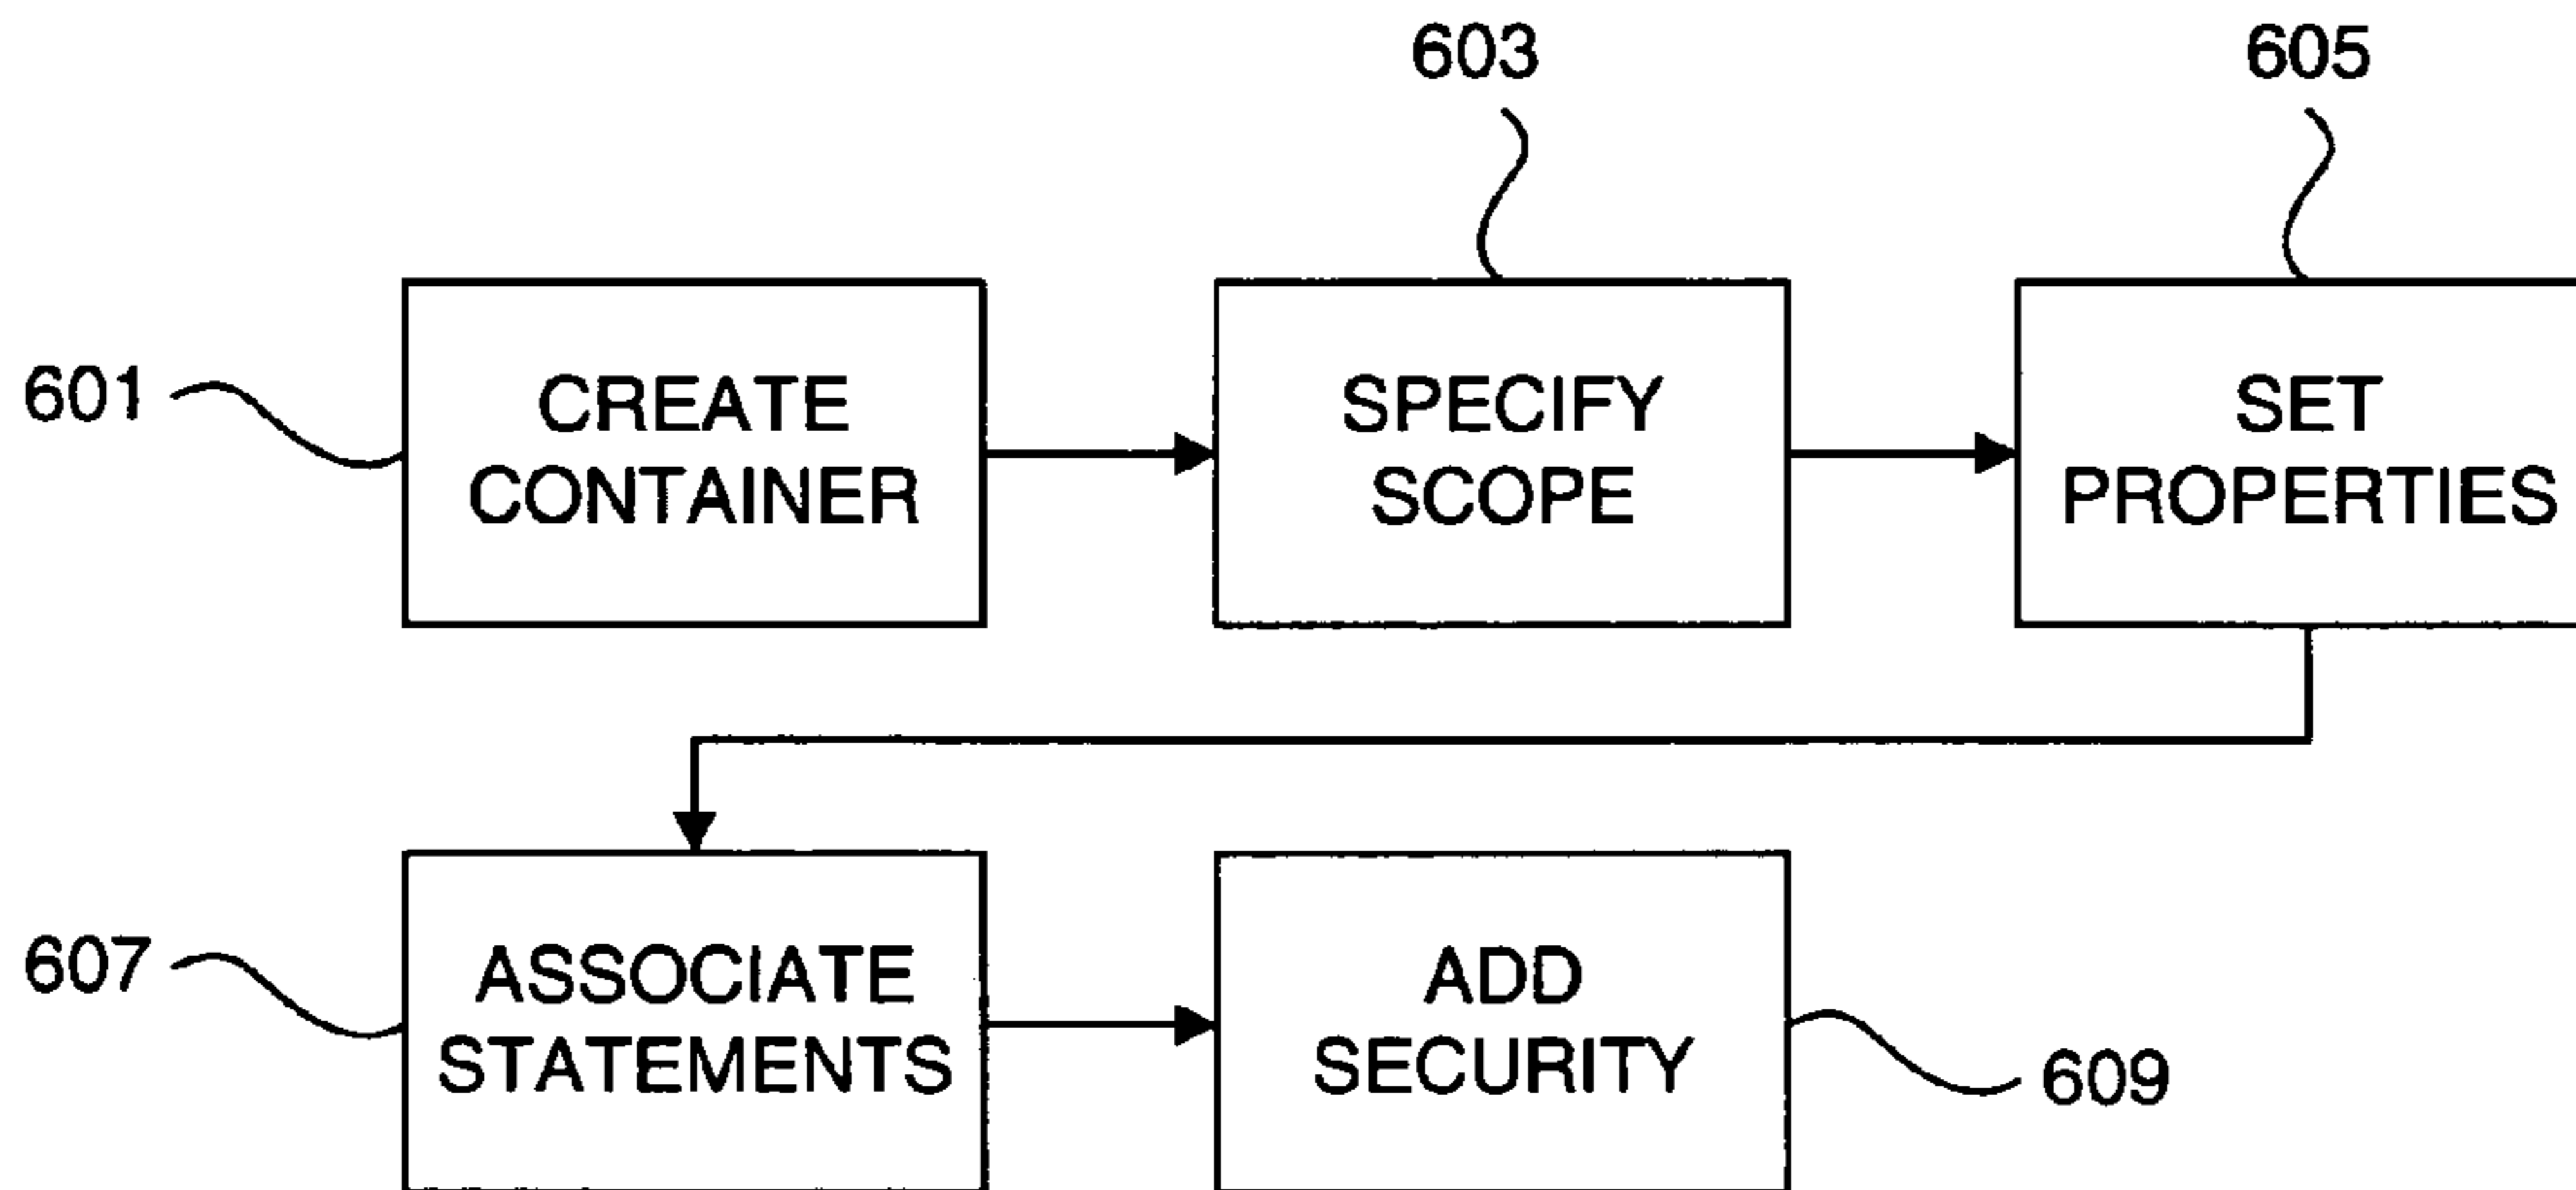 603
605
601
CREATE
CONTAINER
SPECIFY
SCOPE
SET
PROPERTIES
607
ASSOCIATE
STATEMENTS
ADD
SECURITY
609